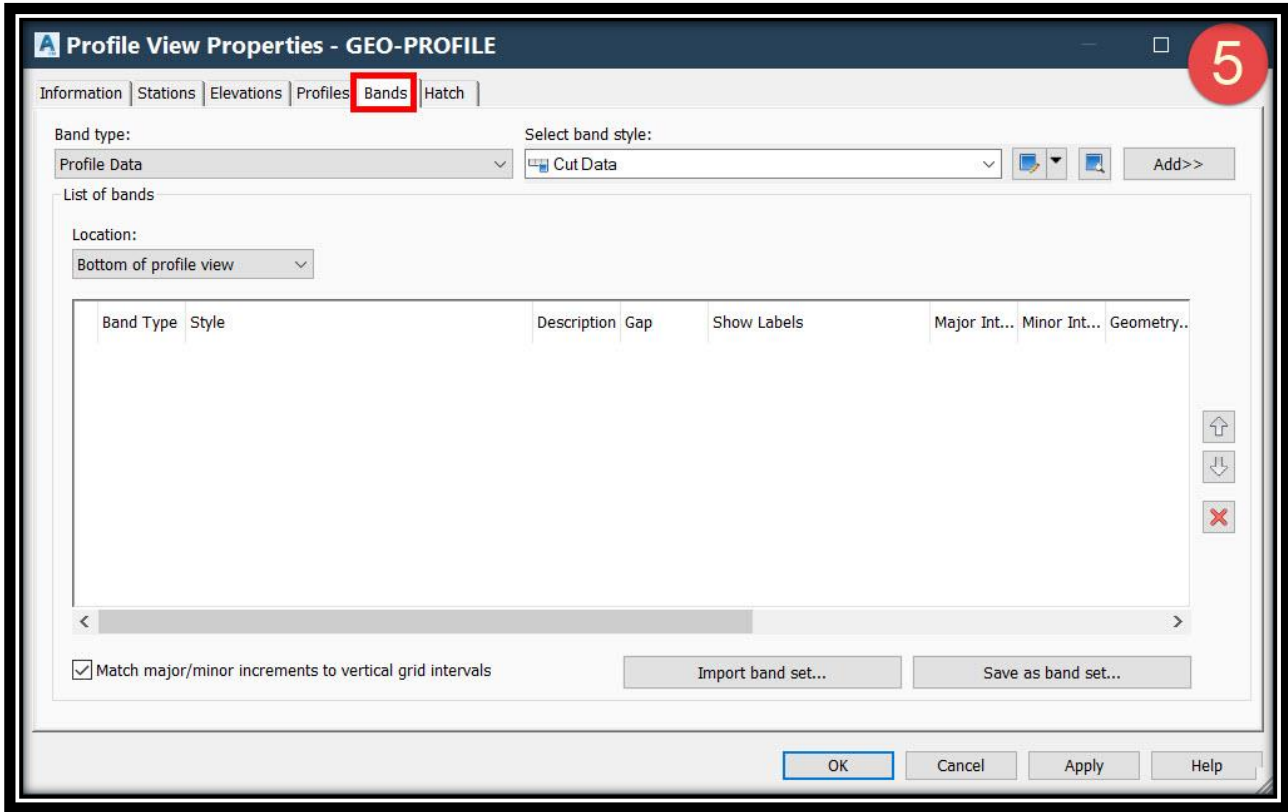 Profile View Properties - GEO-PROFILE
5
Information Stations Elevations Profiles Bands Hatch
Band type: Select band style:
Profile Data Cut Data Add>>
List of bands
Location:
Bottom of profile view
Band Type Style Description Gap Show Labels Major Int... Minor Int... Geometry..
Match major/minor increments to vertical grid intervals Import band set... Save as band set...
OK Cancel Apply Help